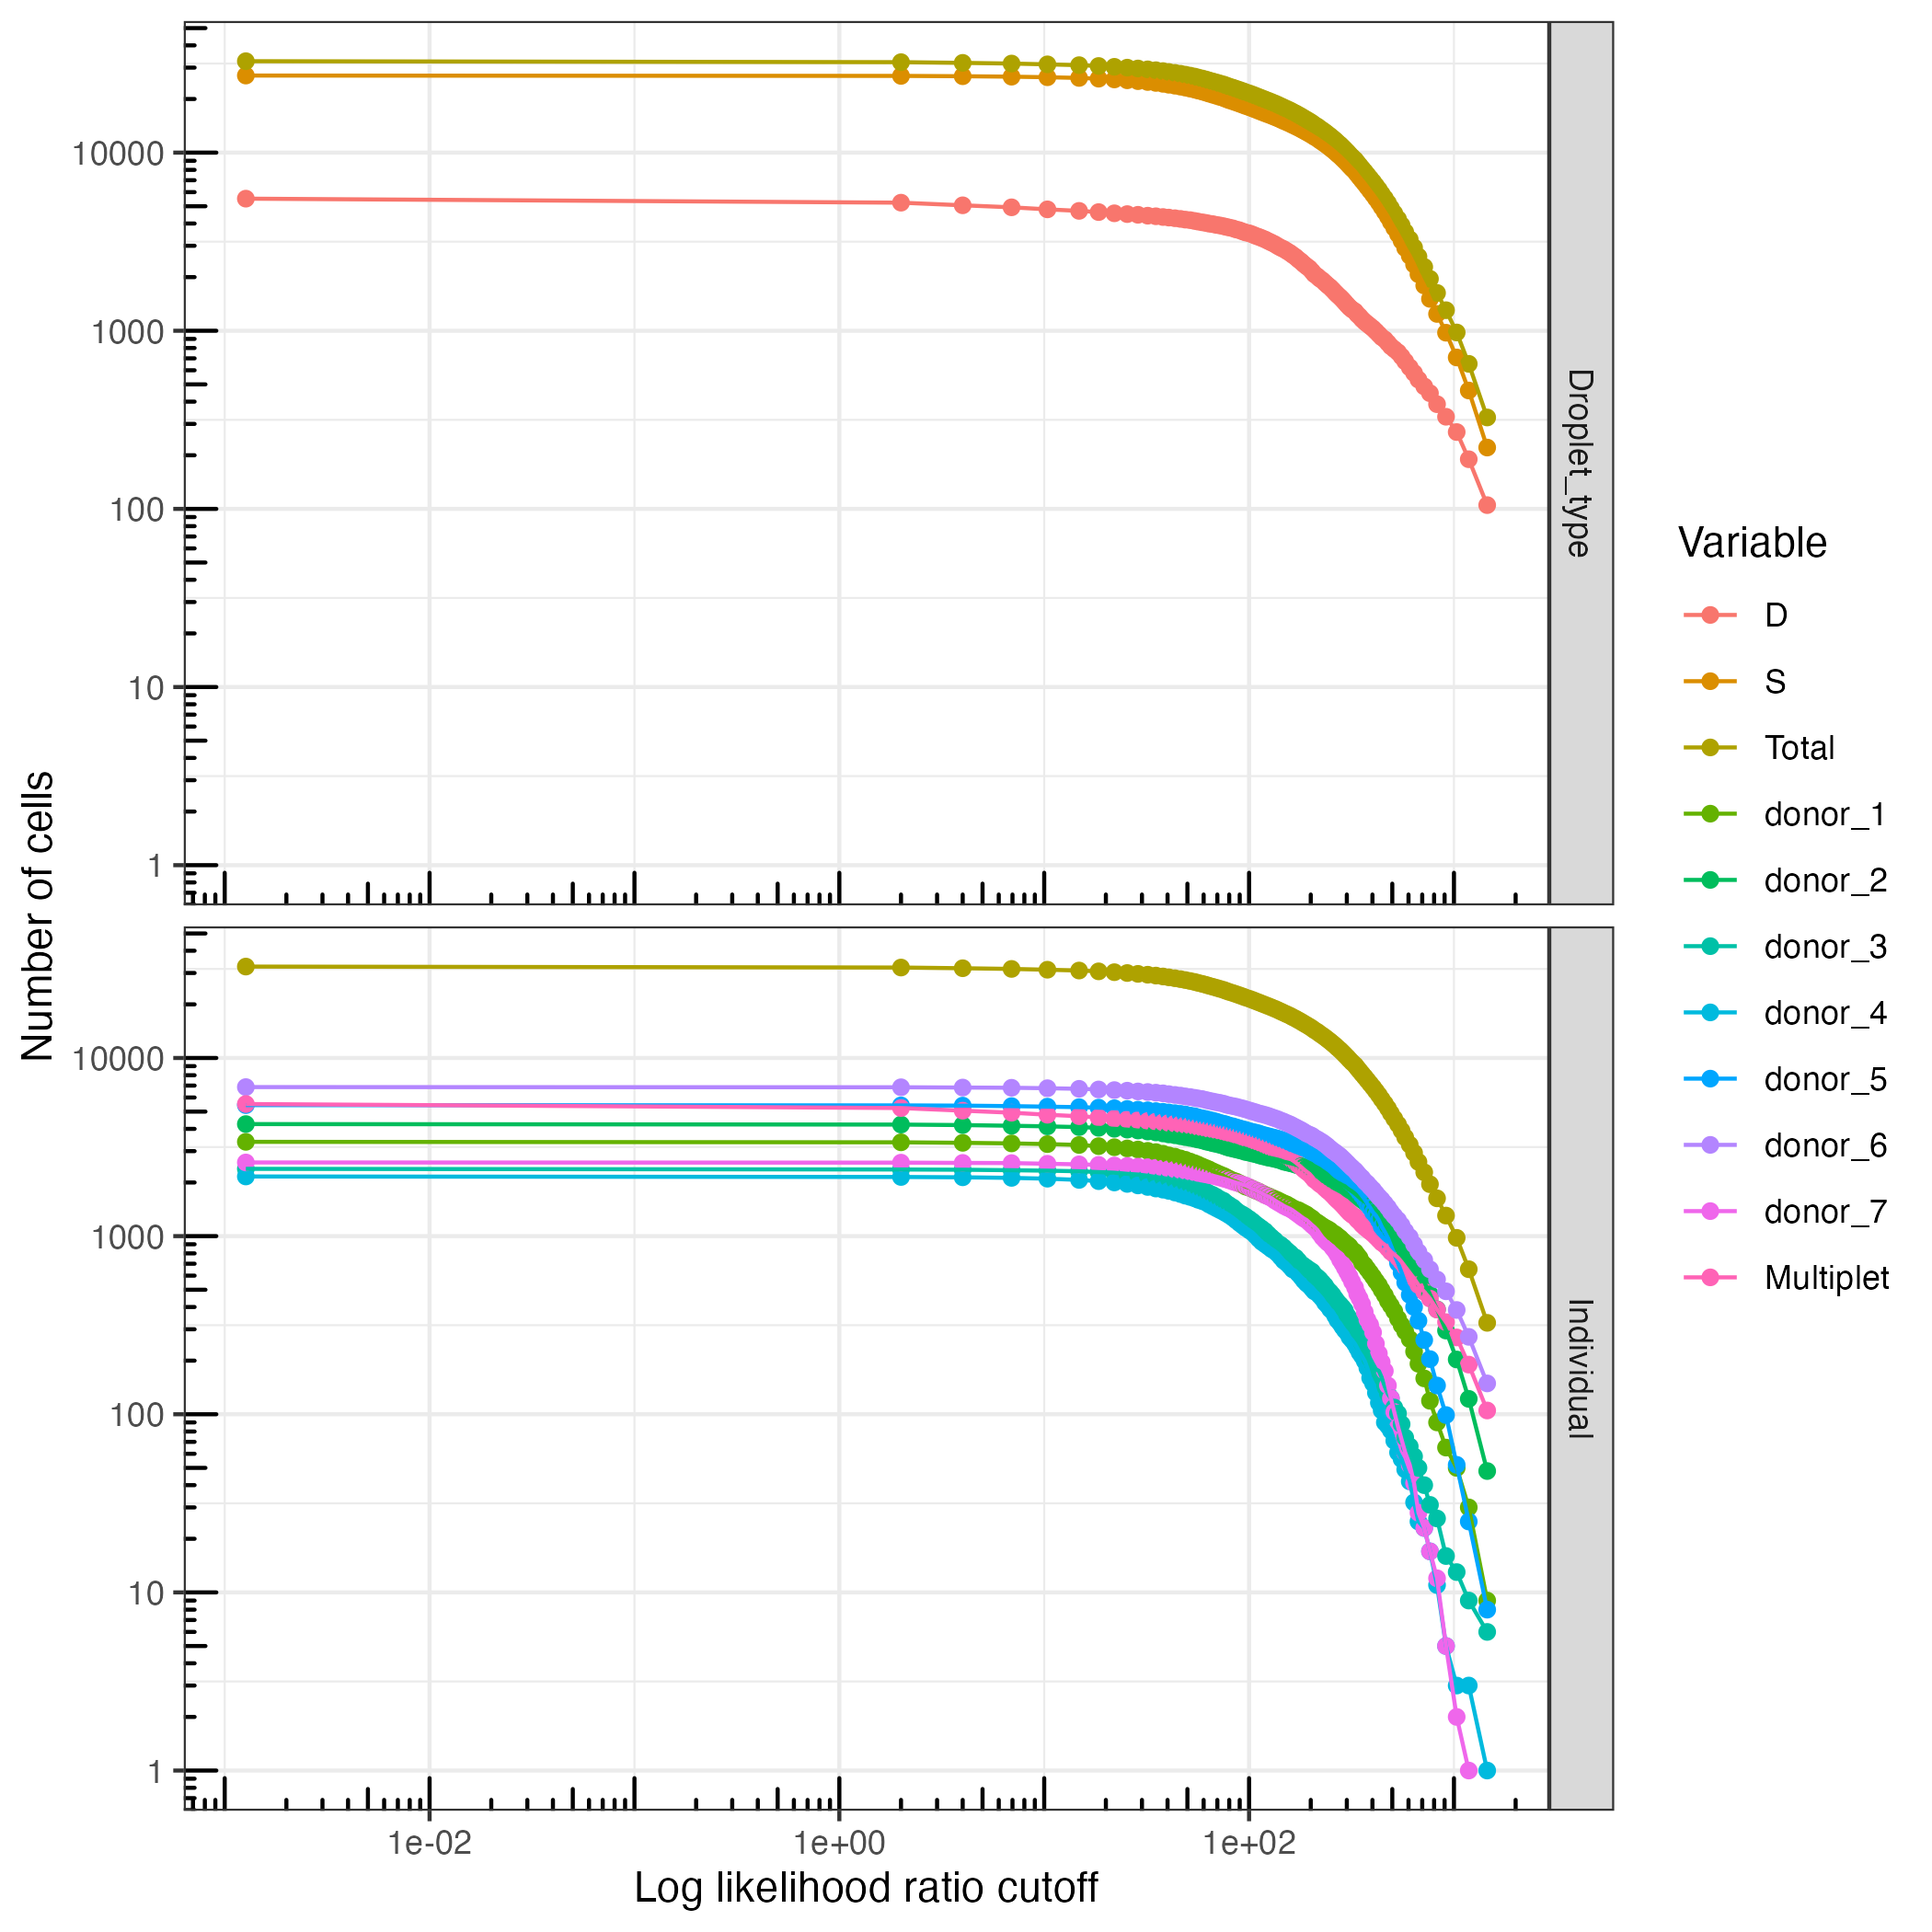 10000
1000
100
10
1
Droplet_type
10000
1000
100
10
1
Individual
1e-02 1e+00 1e+02
Log likelihood ratio cutoff
Number of cells
Variable
D
S
Total
donor_1
donor_2
donor_3
donor_4
donor_5
donor_6
donor_7
Multiplet